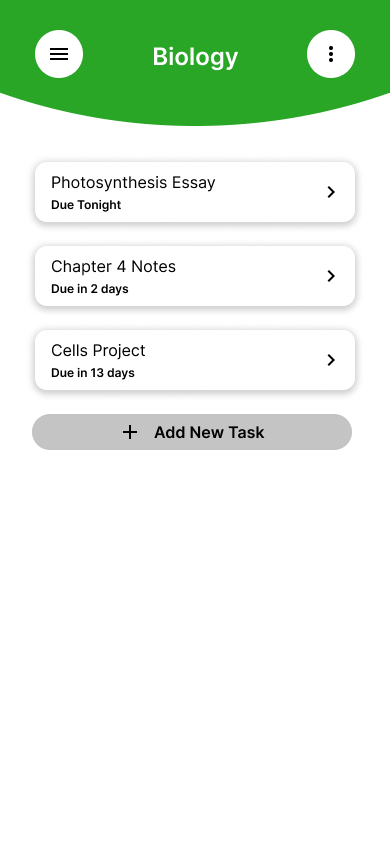 Biology
Photosynthesis Essay
Due Tonight
Chapter 4 Notes
Due in 2 days
Cells Project
Due in 13 days
Add New Task